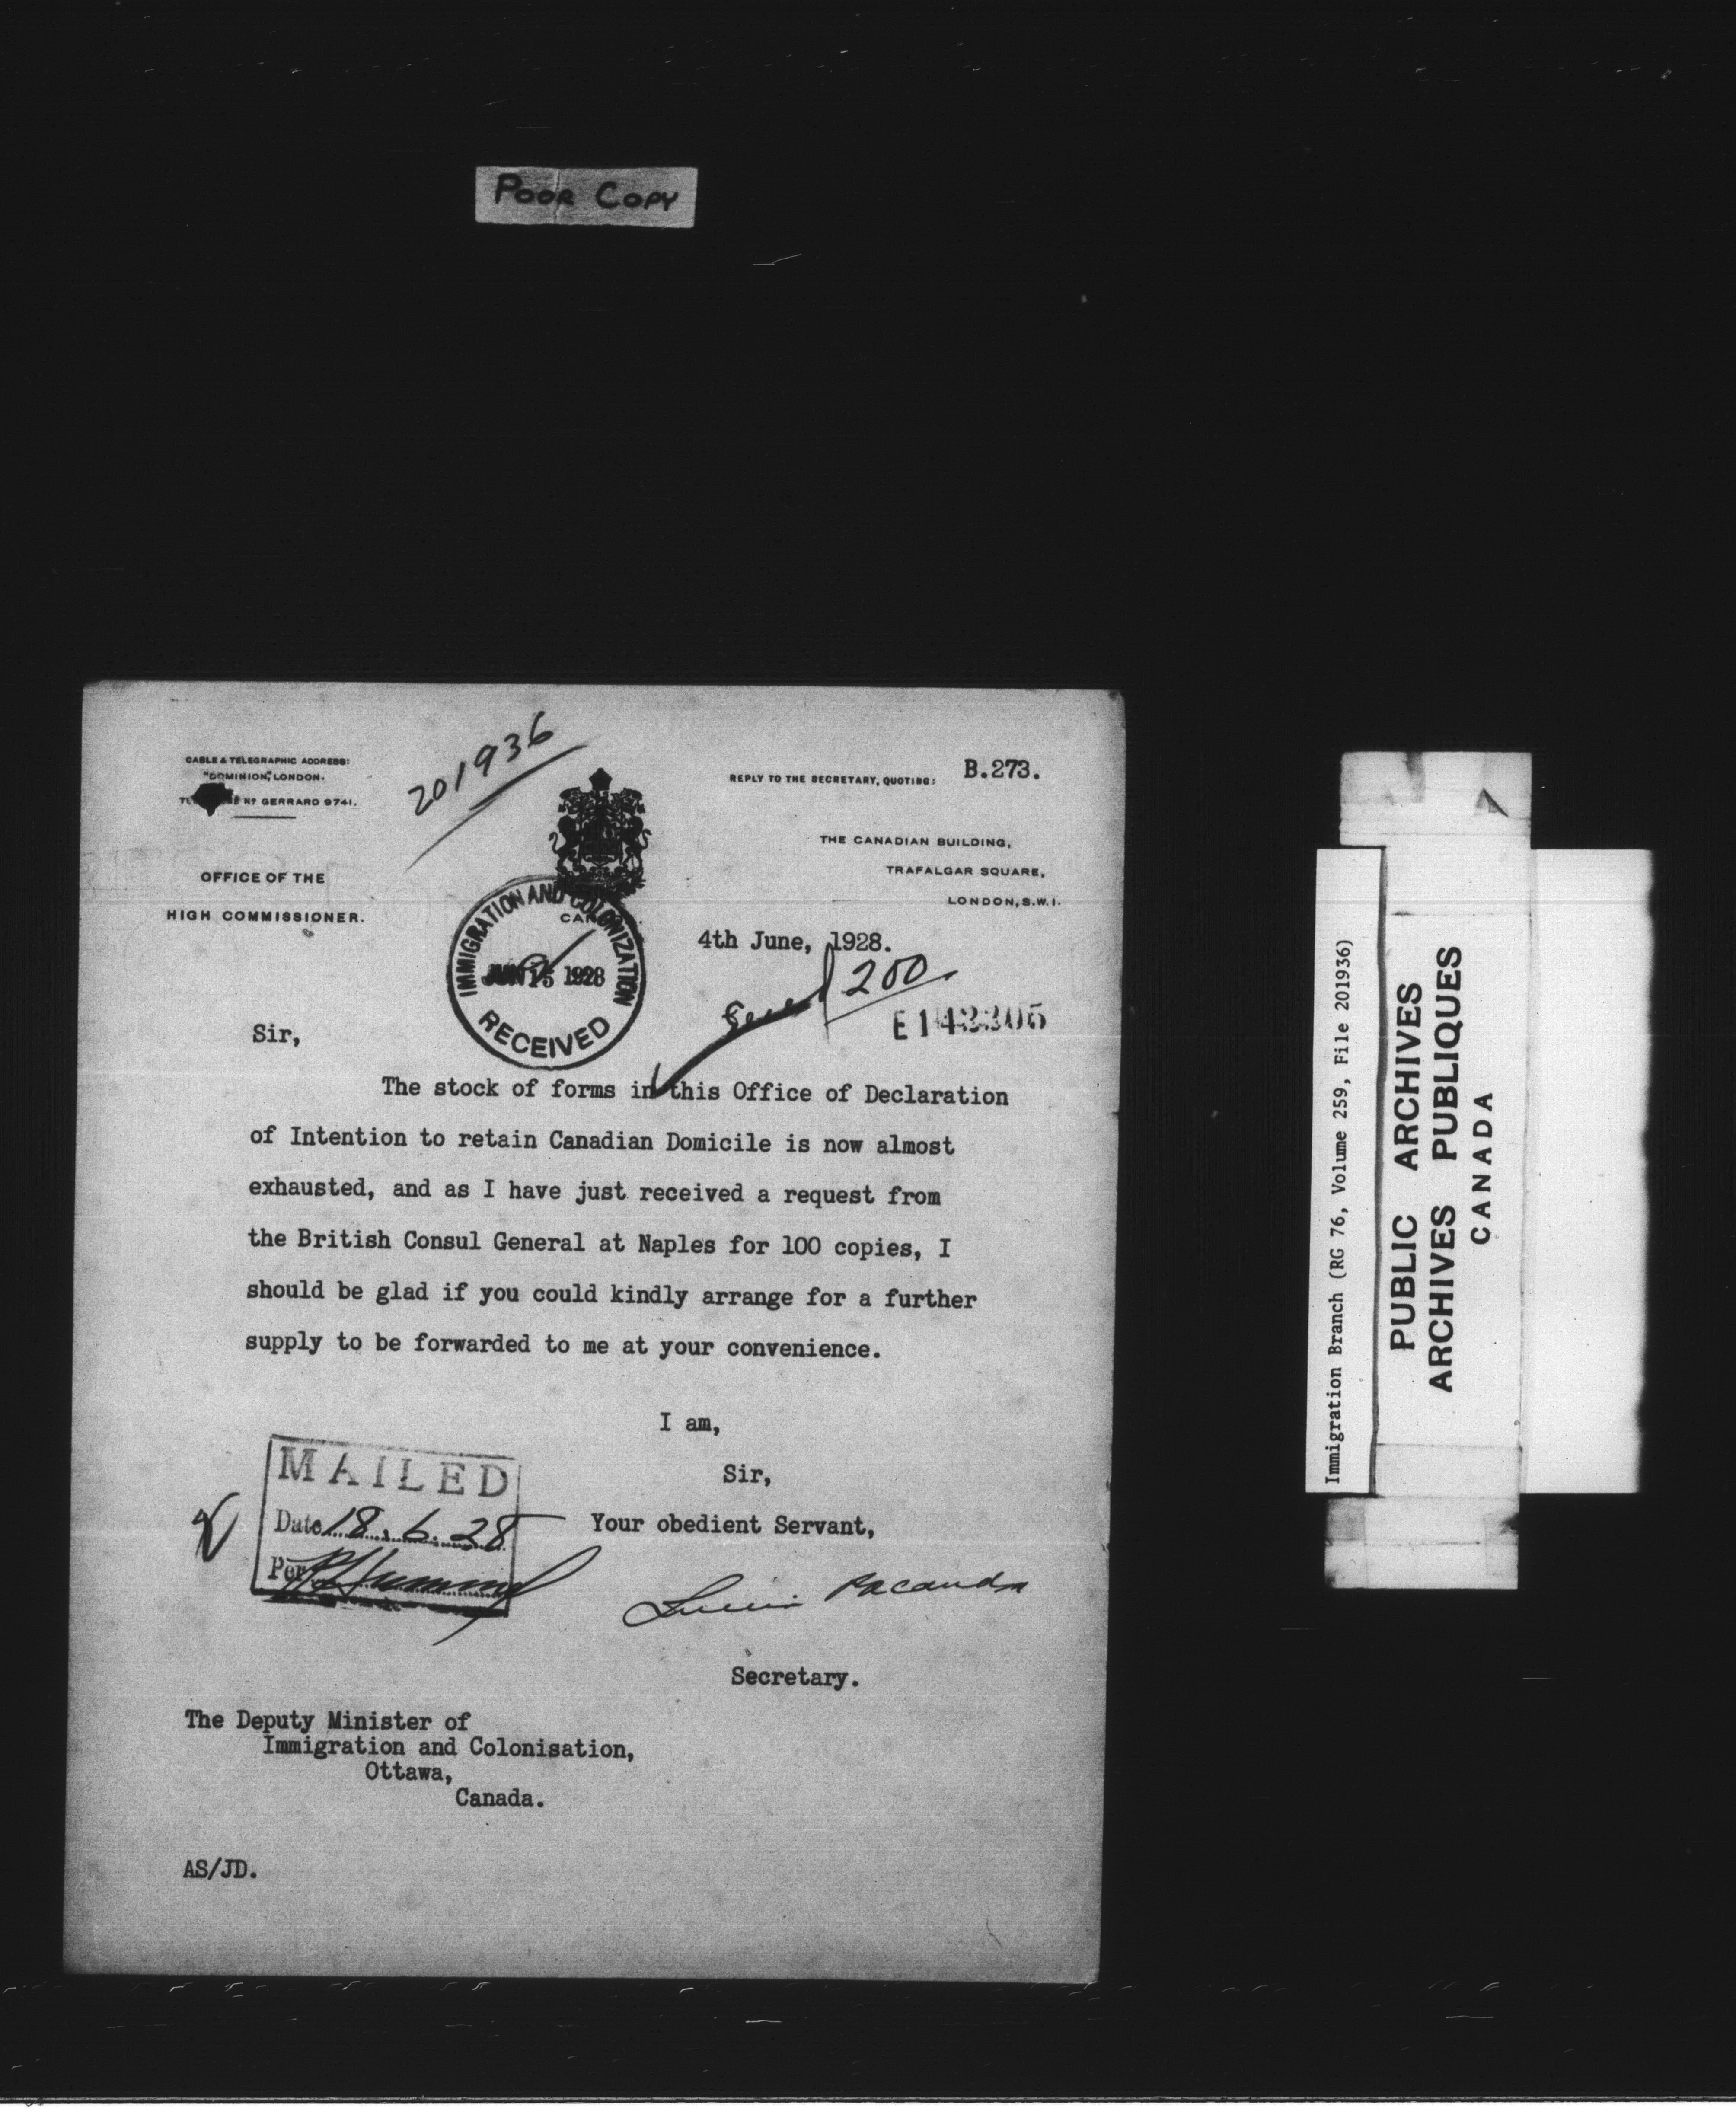 POOR COPY
CABLE & TELEGRAPHIC ADDRESS:
"DOMINION," LONDON.
Nº GERRARD 9741.
201936
REPLY TO THE SECRETARY, QUOTING: B.273.
THE CANADIAN BUILDING,
TRAFALGAR SQUARE,
LONDON, S.W.1.
OFFICE OF THE
HIGH COMMISSIONER.
IMMIGRATION AND COLONIZATION
JUN 15 1928
RECEIVED
4th June, 1928.
200
Sir,
The stock of forms in this Office of Declaration
of Intention to retain Canadian Domicile is now almost
exhausted, and as I have just received a request from
the British Consul General at Naples for 100 copies, I
should be glad if you could kindly arrange for a further
supply to be forwarded to me at your convenience.
I am,
Sir,
Your obedient Servant,
MAILED
Date 18.6.28
Per
Secretary.
The Deputy Minister of
Immigration and Colonisation,
Ottawa,
Canada.
AS/JD.
Immigration Branch (RG 76, Volume 259, File 201936)
PUBLIC ARCHIVES
ARCHIVES PUBLIQUES
CANADA